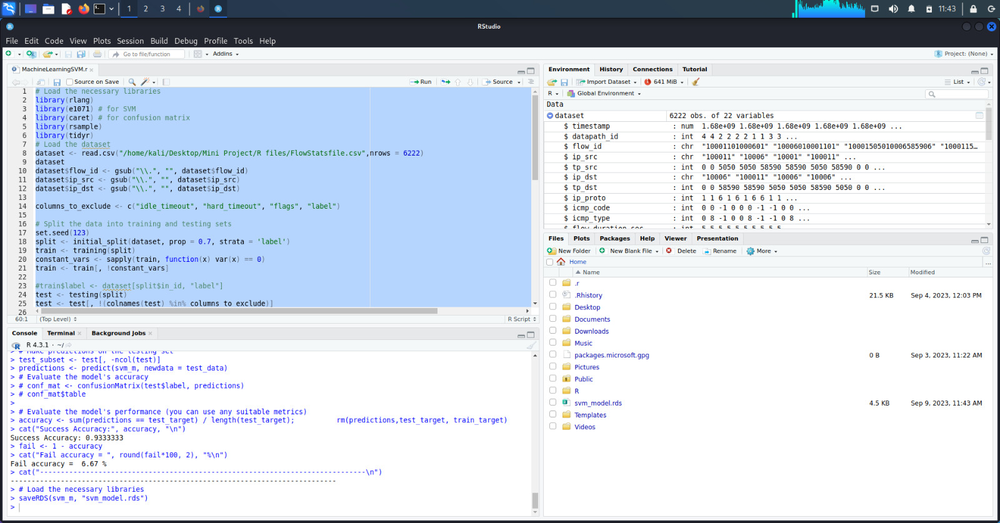 1 2 3 4 11:43
RStudio
File Edit Code View Plots Session Build Debug Profile Tools Help
Go to file/function Addins Project: (None)
MachineLearningSVM.r
Source on Save Run Source
1 # Load the necessary libraries
2 library(rlang)
3 library(e1071) # for SVM
4 library(caret) # for confusion matrix
5 library(rsample)
6 library(tidyr)
7 # Load the dataset
8 dataset <- read.csv("/home/kali/Desktop/Mini Project/R files/FlowStatsfile.csv",nrows = 6222)
9 dataset
10 dataset$flow_id <- gsub("\\.", "", dataset$flow_id)
11 dataset$ip_src <- gsub("\\.", "", dataset$ip_src)
12 dataset$ip_dst <- gsub("\\.", "", dataset$ip_dst)
13
14 columns_to_exclude <- c("idle_timeout", "hard_timeout", "flags", "label")
15
16 # Split the data into training and testing sets
17 set.seed(123)
18 split <- initial_split(dataset, prop = 0.7, strata = 'label')
19 train <- training(split)
20 constant_vars <- sapply(train, function(x) var(x) == 0)
21 train <- train[, !constant_vars]
22
23 #train$label <- dataset[split$in_id, "label"]
24 test <- testing(split)
25 test <- test[, !(colnames(test) %in% columns_to_exclude)]
26
60:1 (Top Level) R Script
Console Terminal Background Jobs
R 4.3.1 · ~/
> # Make predictions on the testing set
> test_subset <- test[, -ncol(test)]
> predictions <- predict(svm_m, newdata = test_data)
> # Evaluate the model's accuracy
> # conf_mat <- confusionMatrix(test$label, predictions)
> # conf_mat$table
>
> # Evaluate the model's performance (you can use any suitable metrics)
> accuracy <- sum(predictions == test_target) / length(test_target); rm(predictions,test_target, train_target)
> cat("Success Accuracy:", accuracy, "\n")
Success Accuracy: 0.9333333
> fail <- 1 - accuracy
> cat("Fail accuracy = ", round(fail*100, 2), "%\n")
Fail accuracy =  6.67 %
> cat("-------------------------------------------------------------------------------\n")
-------------------------------------------------------------------------------
> # Load the necessary libraries
> saveRDS(svm_m, "svm_model.rds")
>
Environment History Connections Tutorial
Import Dataset 641 MiB List
R Global Environment
Data
dataset 6222 obs. of 22 variables
$ timestamp : num 1.68e+09 1.68e+09 1.68e+09 1.68e+09 1.68e+09 ...
$ datapath_id : int 4 4 2 2 2 2 1 1 3 3 ...
$ flow_id : chr "10001101000601" "10006010001101" "10001505010006585906" "1000115…
$ ip_src : chr "100011" "10006" "10001" "100011" ...
$ tp_src : int 0 0 5050 5050 58590 58590 5050 58590 0 0 ...
$ ip_dst : chr "10006" "100011" "10006" "10006" ...
$ tp_dst : int 0 0 58590 58590 5050 5050 58590 5050 0 0 ...
$ ip_proto : int 1 1 6 1 6 1 6 6 1 1 ...
$ icmp_code : int 0 0 -1 0 0 0 -1 -1 0 0 ...
$ icmp_type : int 0 8 -1 0 0 8 -1 -1 0 8 ...
$ flow_duration_sec : int 5 5 5 5 5 5 5 5 5 5
Files Plots Packages Help Viewer Presentation
New Folder New Blank File Delete Rename More
Home ...
Name Size Modified
.r
.Rhistory 21.5 KB Sep 4, 2023, 12:03 PM
Desktop
Documents
Downloads
Music
packages.microsoft.gpg 0 B Sep 3, 2023, 11:22 AM
Pictures
Public
R
svm_model.rds 4.5 KB Sep 9, 2023, 11:43 AM
Templates
Videos